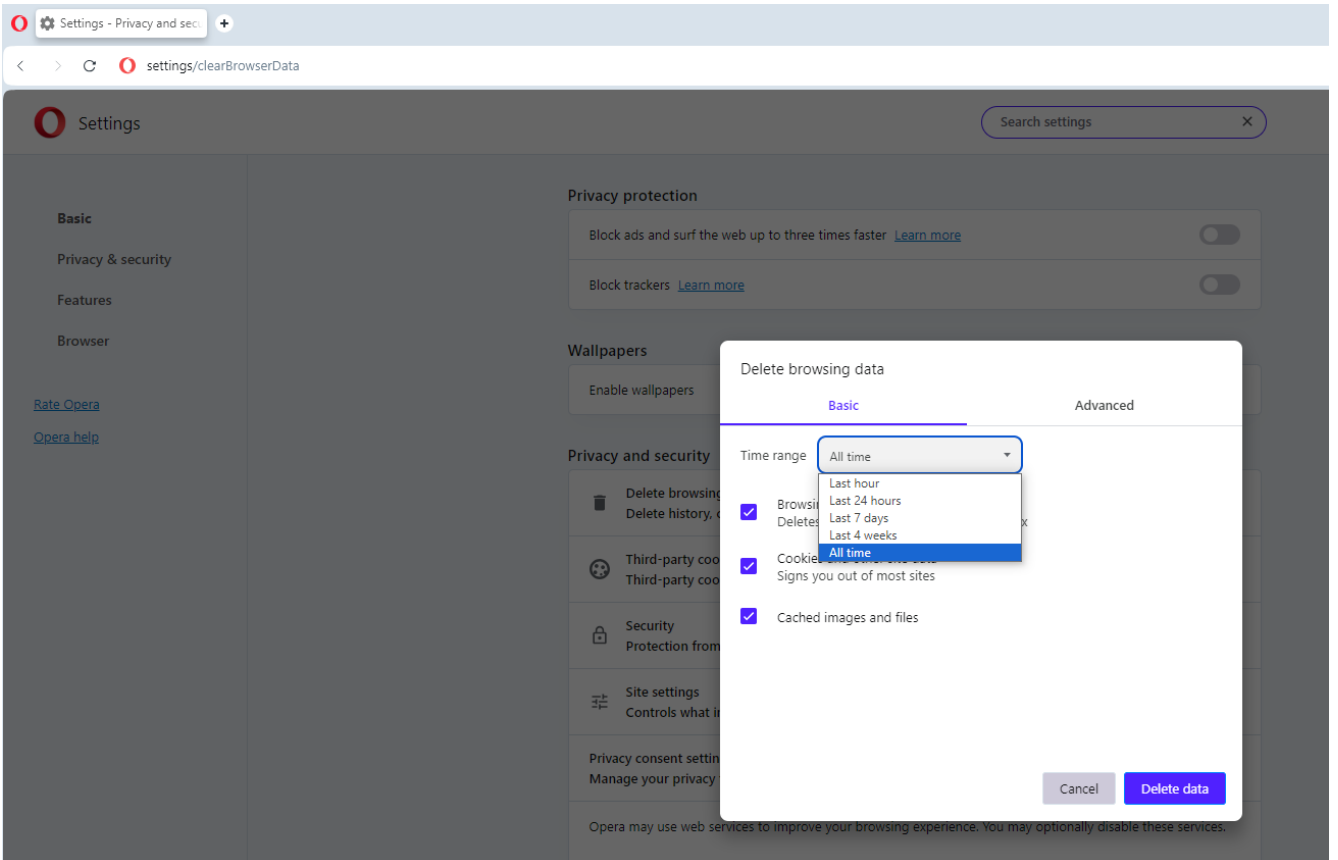 Settings - Privacy and secu
settings/clearBrowserData
Settings
Search settings
Basic
Privacy & security
Features
Browser
Rate Opera
Opera help
Privacy protection
Block ads and surf the web up to three times faster Learn more
Block trackers Learn more
Wallpapers
Enable wallpapers
Privacy and security
Delete browsing
Delete history,
Third-party coo
Third-party coo
Security
Protection from
Site settings
Controls what
Privacy consent settin
Manage your privacy
Opera may use web services to improve your browsing experience. You may optionally disable these services.
Delete browsing data
Basic
Advanced
Time range
All time
Last hour
Last 24 hours
Last 7 days
Last 4 weeks
All time
Browsi
Deletes
Signs you out of most sites
Cached images and files
Cancel
Delete data